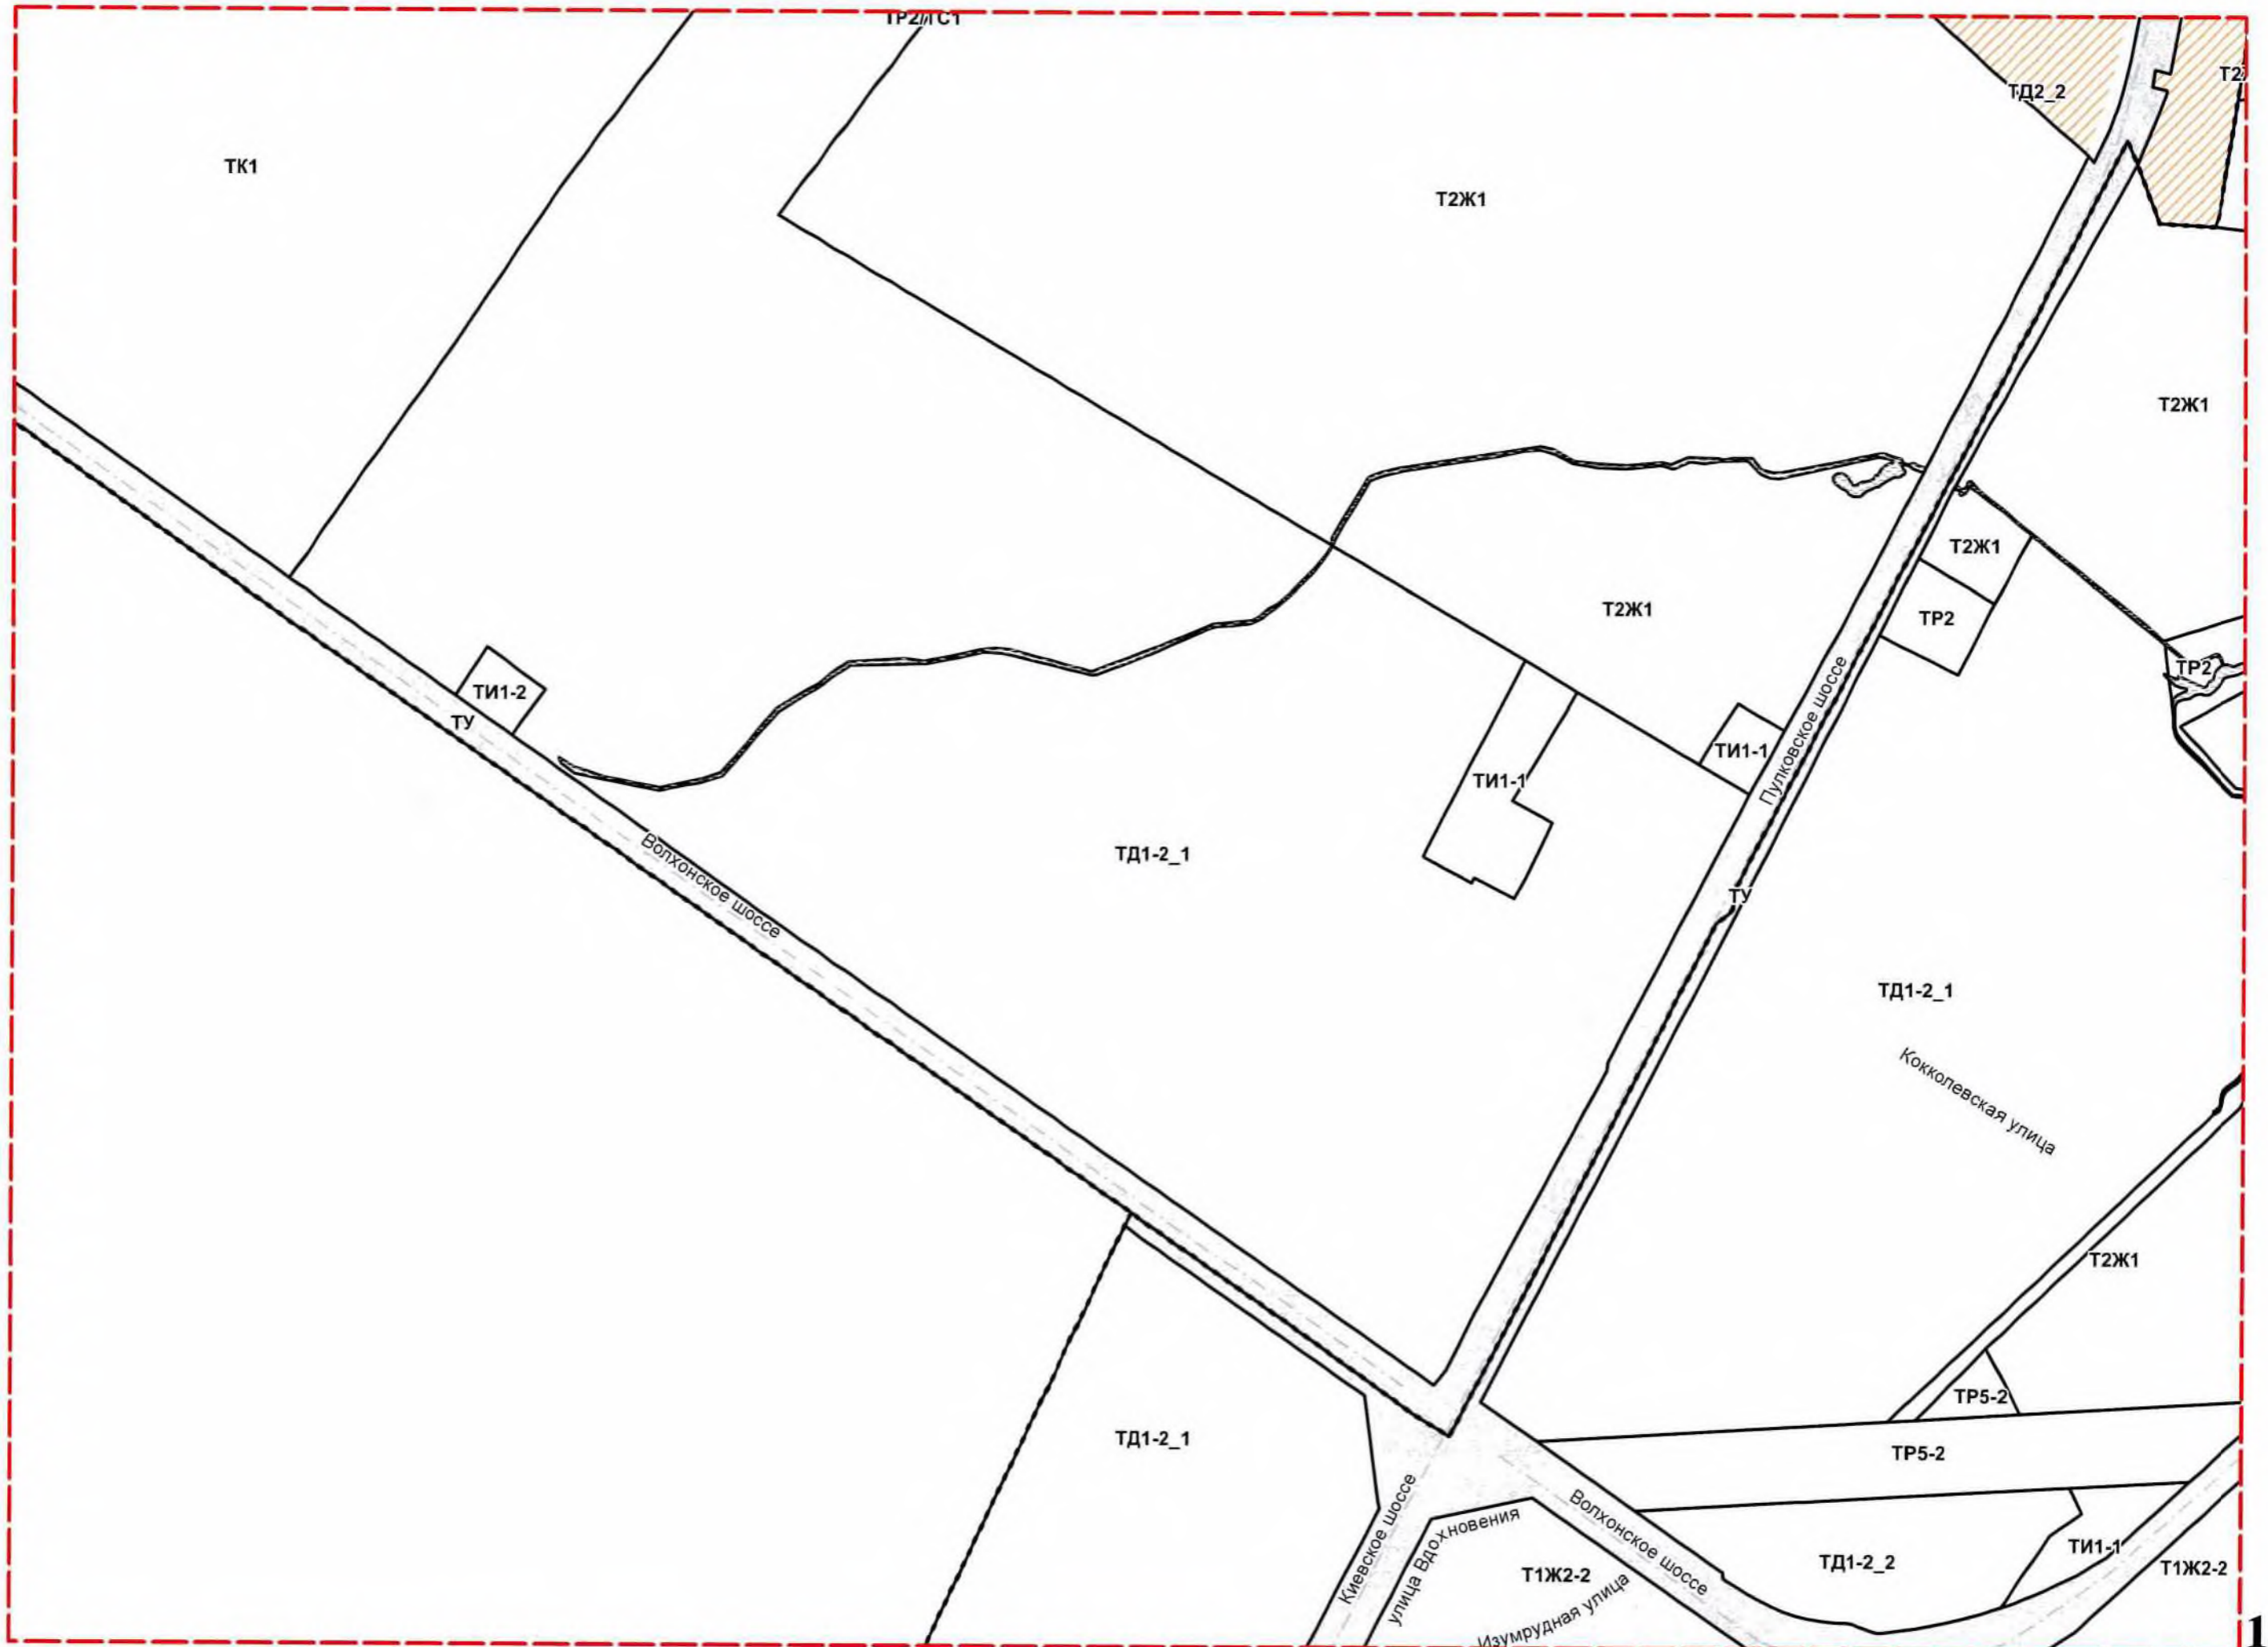 ТР2/ТС1
ТД2_2
ТК1
Т2Ж1
Т2Ж1
Т2Ж1
Т2Ж1
ТР2
ТР2
ТИ1-2
ТУ
ТИ1-1
ТИ1-1
Пулковское шоссе
Волхонское шоссе
ТД1-2_1
ТУ
ТД1-2_1
Кокколевская улица
Т2Ж1
ТР5-2
ТД1-2_1
ТР5-2
Киевское шоссе
улица Вдохновения
Волхонское шоссе
ТИ1-1
ТД1-2_2
Т1Ж2-2
Т1Ж2-2
Изумрудная улица